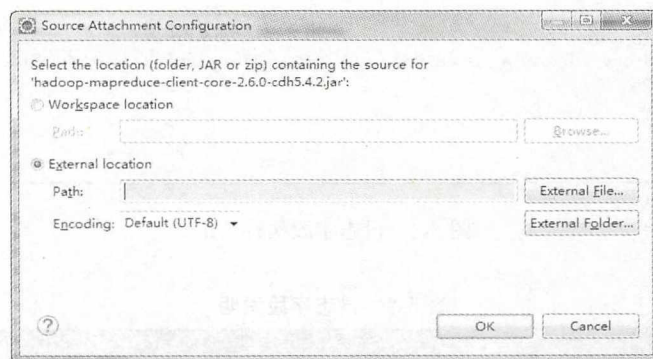 Source Attachment Configuration
Select the location (folder, JAR or zip) containing the source for
'hadoop-mapreduce-client-core-2.6.0-cdh5.4.2.jar':
Workspace location
Path:
Browse...
External location
Path:
External File...
Encoding: Default (UTF-8)
External Folder...
?
OK
Cancel